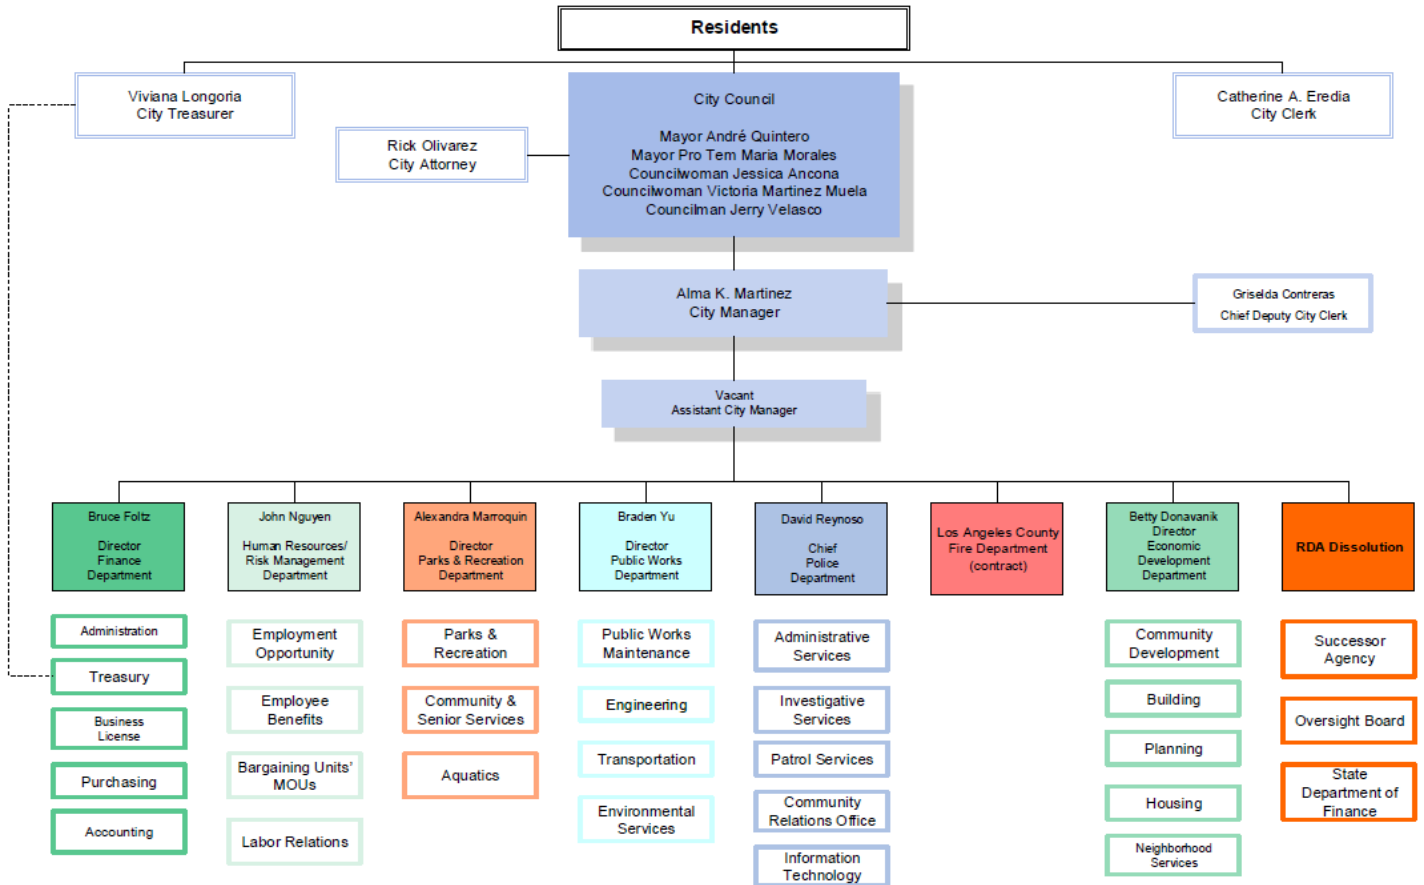 Residents
Viviana Longoria
City Treasurer
City Council
Mayor André Quintero
Mayor Pro Tem Maria Morales
Councilwoman Jessica Ancona
Councilwoman Victoria Martinez Muela
Councilman Jerry Velasco
Catherine A. Eredia
City Clerk
Rick Olivarez
City Attorney
Alma K. Martinez
City Manager
Griselda Contreras
Chief Deputy City Clerk
Vacant
Assistant City Manager
Bruce Foltz
Director
Finance
Department
John Nguyen
Human Resources/
Risk Management
Department
Alexandra Marroquin
Director
Parks & Recreation
Department
Braden Yu
Director
Public Works
Department
David Reynoso
Chief
Police
Department
Los Angeles County
Fire Department
(contract)
Betty Donavanik
Director
Economic
Development
Department
RDA Dissolution
Administration
Treasury
Business
License
Purchasing
Accounting
Employment
Opportunity
Employee
Benefits
Bargaining Units'
MOUs
Labor Relations
Parks &
Recreation
Community &
Senior Services
Aquatics
Public Works
Maintenance
Engineering
Transportation
Environmental
Services
Administrative
Services
Investigative
Services
Patrol Services
Community
Relations Office
Information
Technology
Community
Development
Building
Planning
Housing
Neighborhood
Services
Successor
Agency
Oversight Board
State
Department of
Finance